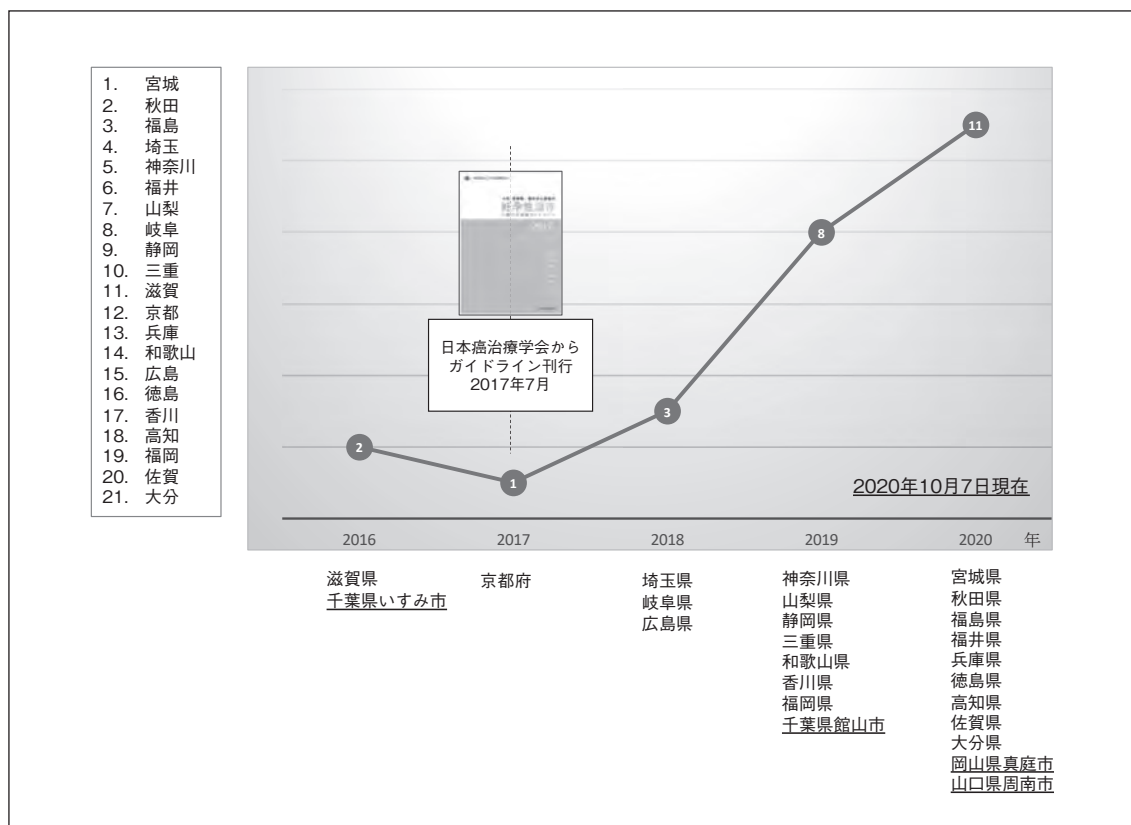 1. 宮城
2. 秋田
3. 福島
4. 埼玉
5. 神奈川
6. 福井
7. 山梨
8. 岐阜
9. 静岡
10. 三重
11. 滋賀
12. 京都
13. 兵庫
14. 和歌山
15. 広島
16. 徳島
17. 香川
18. 高知
19. 福岡
20. 佐賀
21. 大分
日本癌治療学会から
ガイドライン刊行
2017年7月
2
1
3
8
11
2020年10月7日現在
2016 2017 2018 2019 2020 年
滋賀県
千葉県いすみ市
京都府
埼玉県
岐阜県
広島県
神奈川県
山梨県
静岡県
三重県
和歌山県
香川県
福岡県
千葉県館山市
宮城県
秋田県
福島県
福井県
兵庫県
徳島県
高知県
佐賀県
大分県
岡山県真庭市
山口県周南市